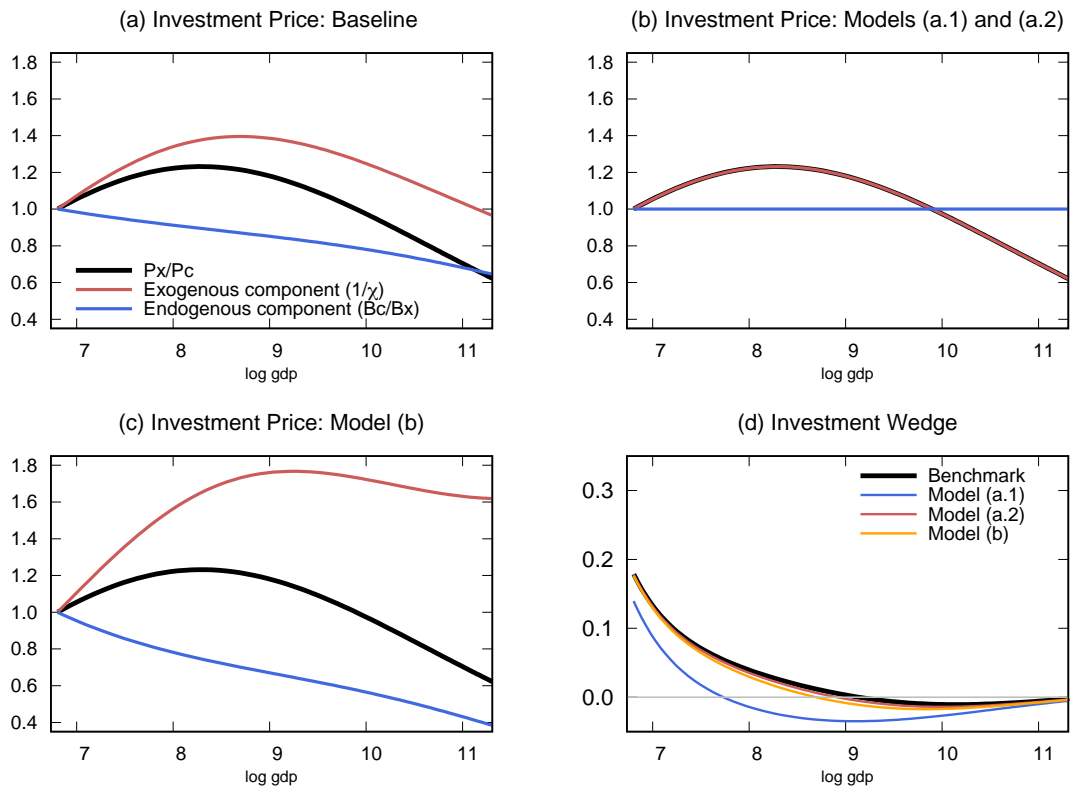 (a) Investment Price: Baseline
1.8
1.6
1.4
1.2
1.0
0.8
0.6
0.4
Px/Pc
Exogenous component (1/χ)
Endogenous component (Bc/Bx)
7 8 9 10 11
log gdp
(b) Investment Price: Models (a.1) and (a.2)
1.8
1.6
1.4
1.2
1.0
0.8
0.6
0.4
7 8 9 10 11
log gdp
(c) Investment Price: Model (b)
1.8
1.6
1.4
1.2
1.0
0.8
0.6
0.4
7 8 9 10 11
log gdp
(d) Investment Wedge
0.3
0.2
0.1
0.0
Benchmark
Model (a.1)
Model (a.2)
Model (b)
7 8 9 10 11
log gdp